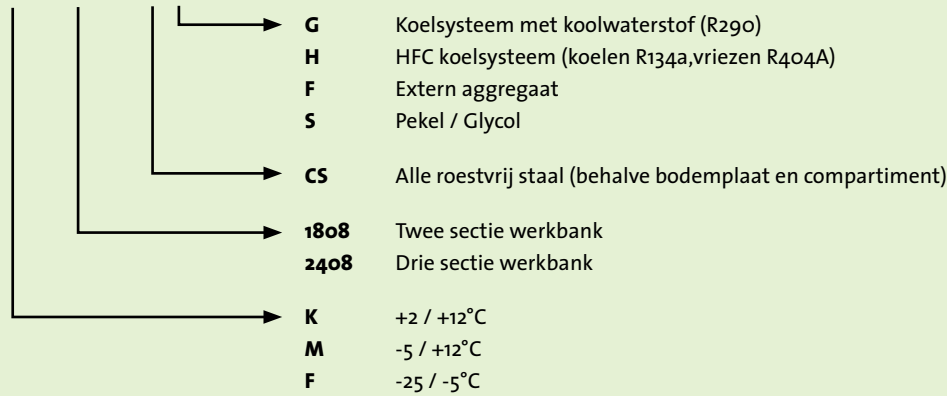 G Koelsysteem met koolwaterstof (R290)
H HFC koelsysteem (koelen R134a,vriezen R404A)
F Extern aggregaat
S Pekel / Glycol
CS Alle roestvrij staal (behalve bodemplaat en compartiment)
1808 Twee sectie werkbank
2408 Drie sectie werkbank
K +2 / +12°C
M -5 / +12°C
F -25 / -5°C